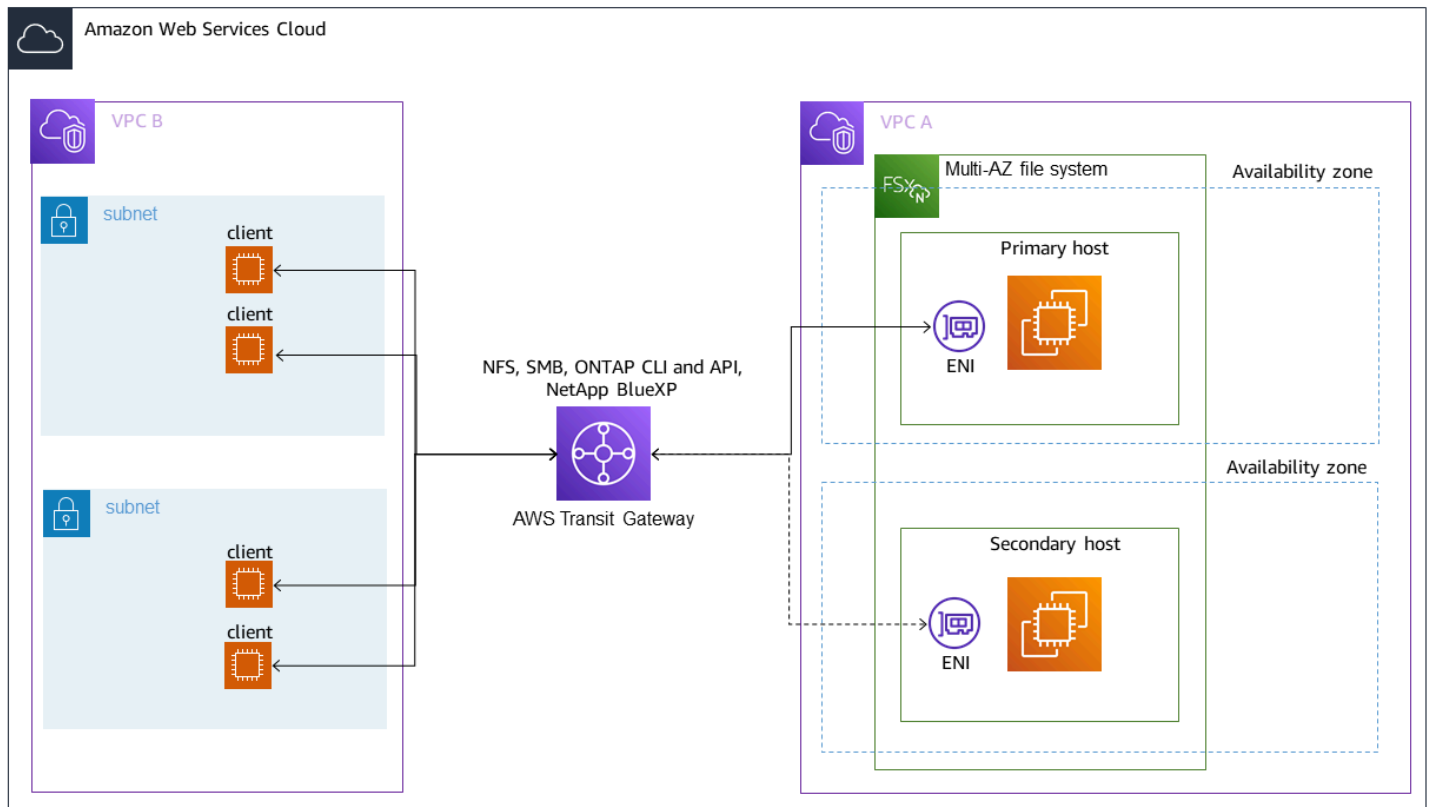 Amazon Web Services Cloud
VPC B
subnet
client
client
subnet
client
client
NFS, SMB, ONTAP CLI and API,
NetApp BlueXP
AWS Transit Gateway
VPC A
FSx
N
Multi-AZ file system
Availability zone
Primary host
ENI
Availability zone
Secondary host
ENI